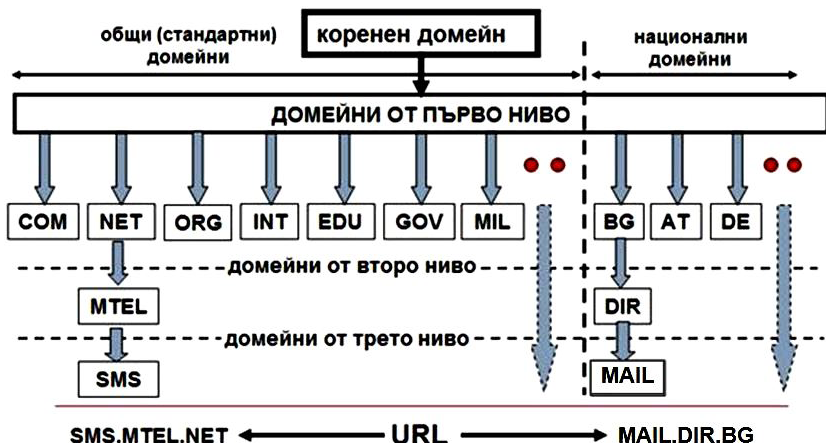 общи (стандартни)
домейни
коренен домейн
национални
домейни
ДОМЕЙНИ ОТ ПЪРВО НИВО
COM NET ORG INT EDU GOV MIL BG AT DE
домейни от второ ниво
MTEL DIR
домейни от трето ниво
SMS MAIL
SMS.MTEL.NET URL MAIL.DIR.BG